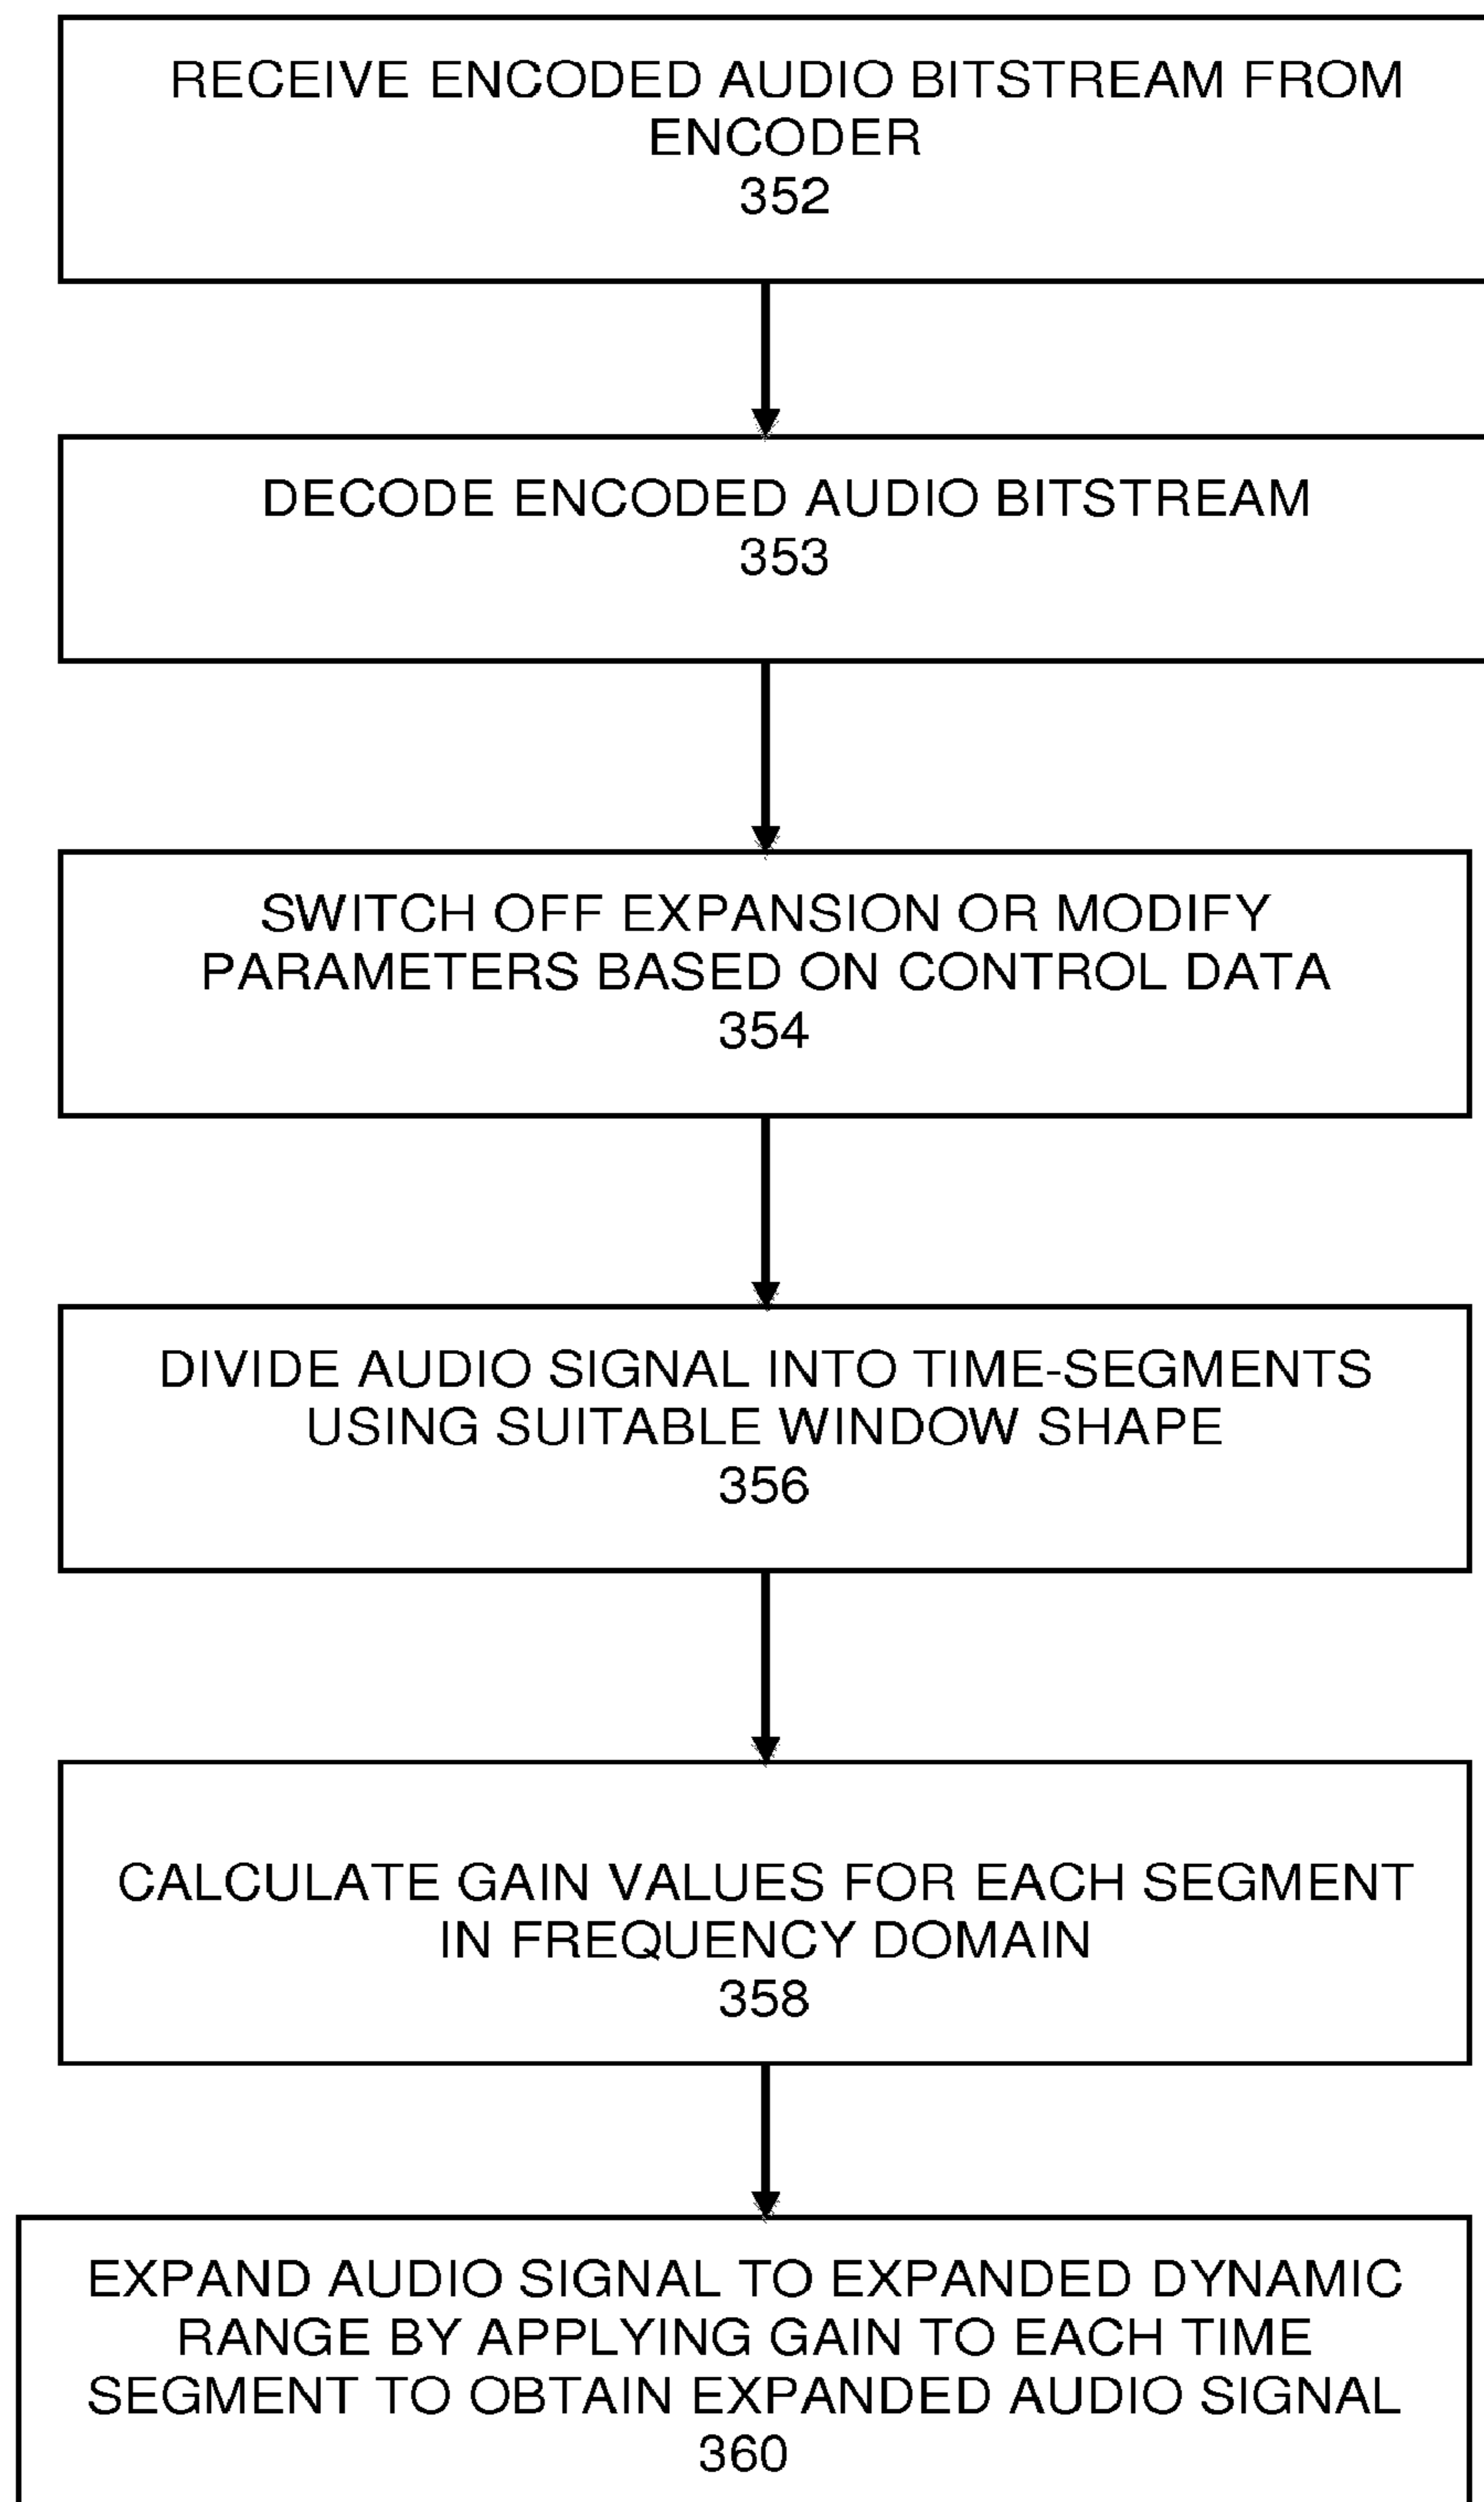 RECEIVE ENCODED AUDIO BITSTREAM FROM
ENCODER
352
DECODE ENCODED AUDIO BITSTREAM
353
SWITCH OFF EXPANSION OR MODIFY
PARAMETERS BASED ON CONTROL DATA
354
DIVIDE AUDIO SIGNAL INTO TIME-SEGMENTS
USING SUITABLE WINDOW SHAPE
356
CALCULATE GAIN VALUES FOR EACH SEGMENT
IN FREQUENCY DOMAIN
358
EXPAND AUDIO SIGNAL TO EXPANDED DYNAMIC
RANGE BY APPLYING GAIN TO EACH TIME
SEGMENT TO OBTAIN EXPANDED AUDIO SIGNAL
360